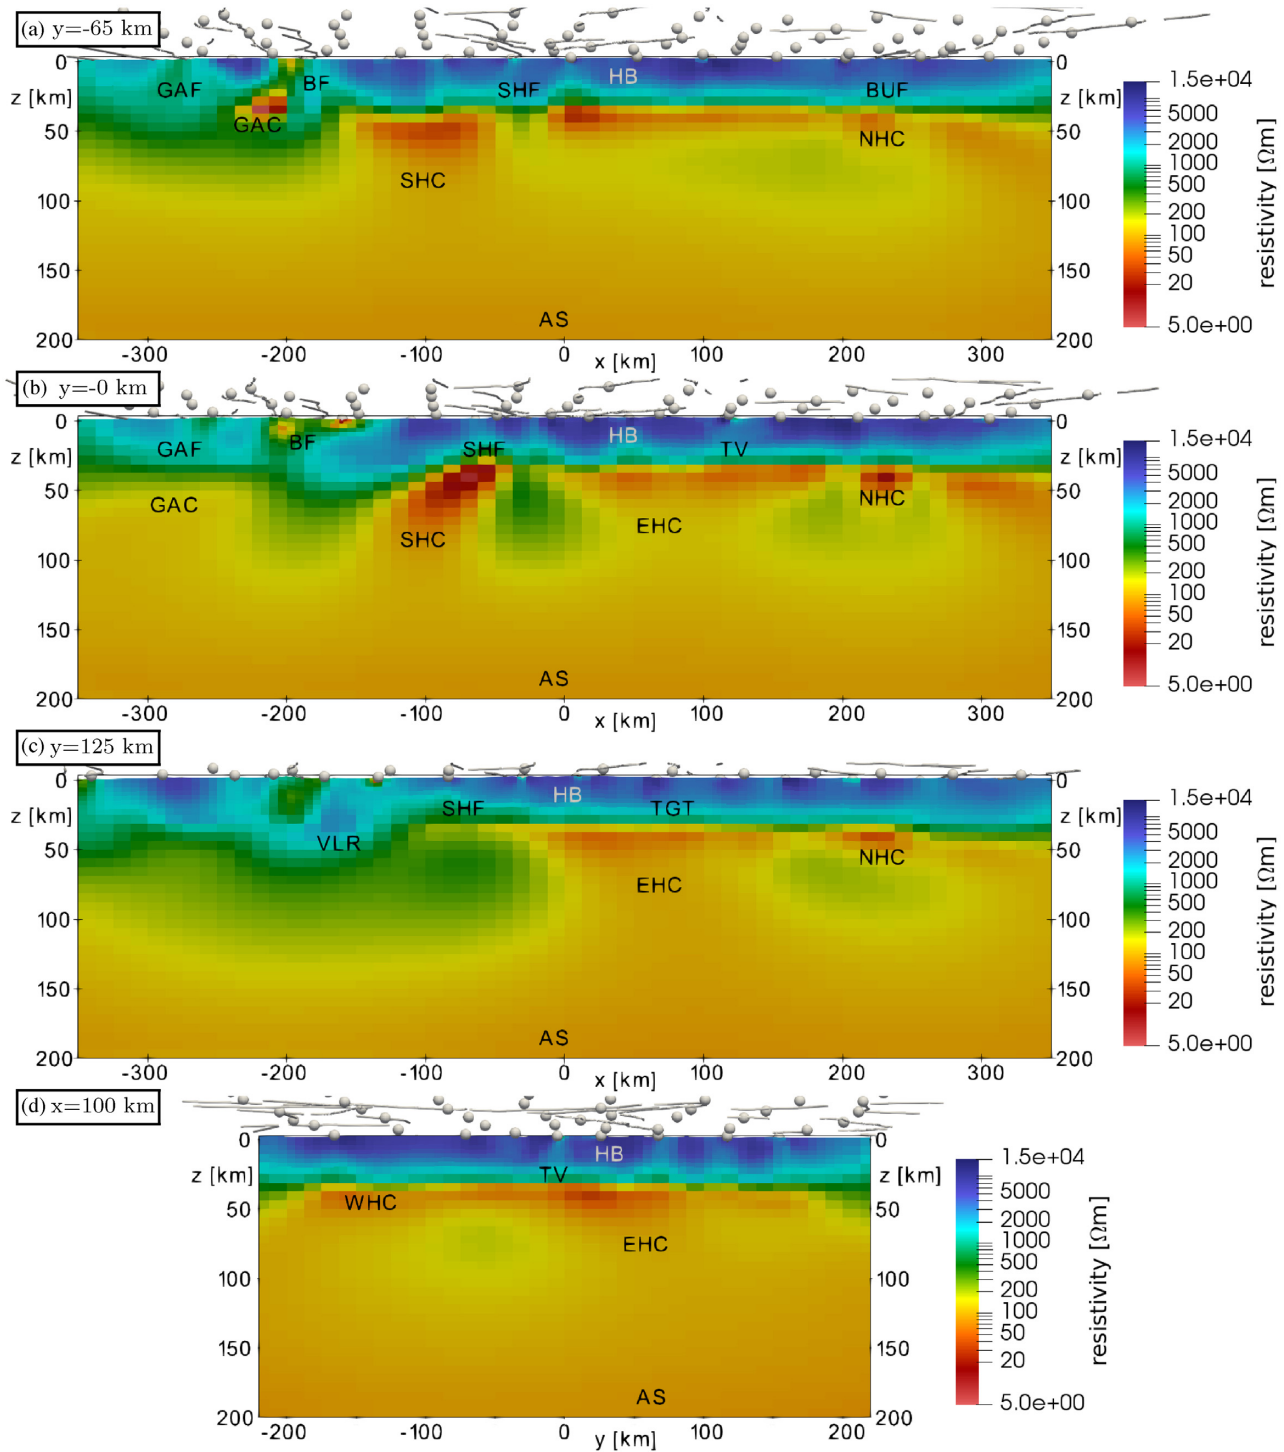 (a) y=-65 km
0 GAF BF SHF HB BUF 0
z [km] z [km]
50 GAC NHC 50
SHC
100 100
150 150
AS
200 200
-300 -200 -100 0 100 200 300
x [km]
1.5e+04
5000
2000
1000
500
200
100
50
20
5.0e+00
resistivity [Ωm]
(b) y=-0 km
0 GAF BF SHF HB TV 0
z [km] z [km]
50 GAC NHC 50
SHC EHC
100 100
150 150
AS
200 200
-300 -200 -100 0 100 200 300
x [km]
1.5e+04
5000
2000
1000
500
200
100
50
20
5.0e+00
resistivity [Ωm]
(c) y=125 km
0 SHF HB TGT 0
z [km] z [km]
50 VLR NHC 50
EHC
100 100
150 150
AS
200 200
-300 -200 -100 0 100 200 300
x [km]
1.5e+04
5000
2000
1000
500
200
100
50
20
5.0e+00
resistivity [Ωm]
(d) x=100 km
0 HB 0
z [km] TV z [km]
50 WHC 50
EHC
100 100
150 150
AS
200 200
-200 -100 0 100 200
y [km]
1.5e+04
5000
2000
1000
500
200
100
50
20
5.0e+00
resistivity [Ωm]